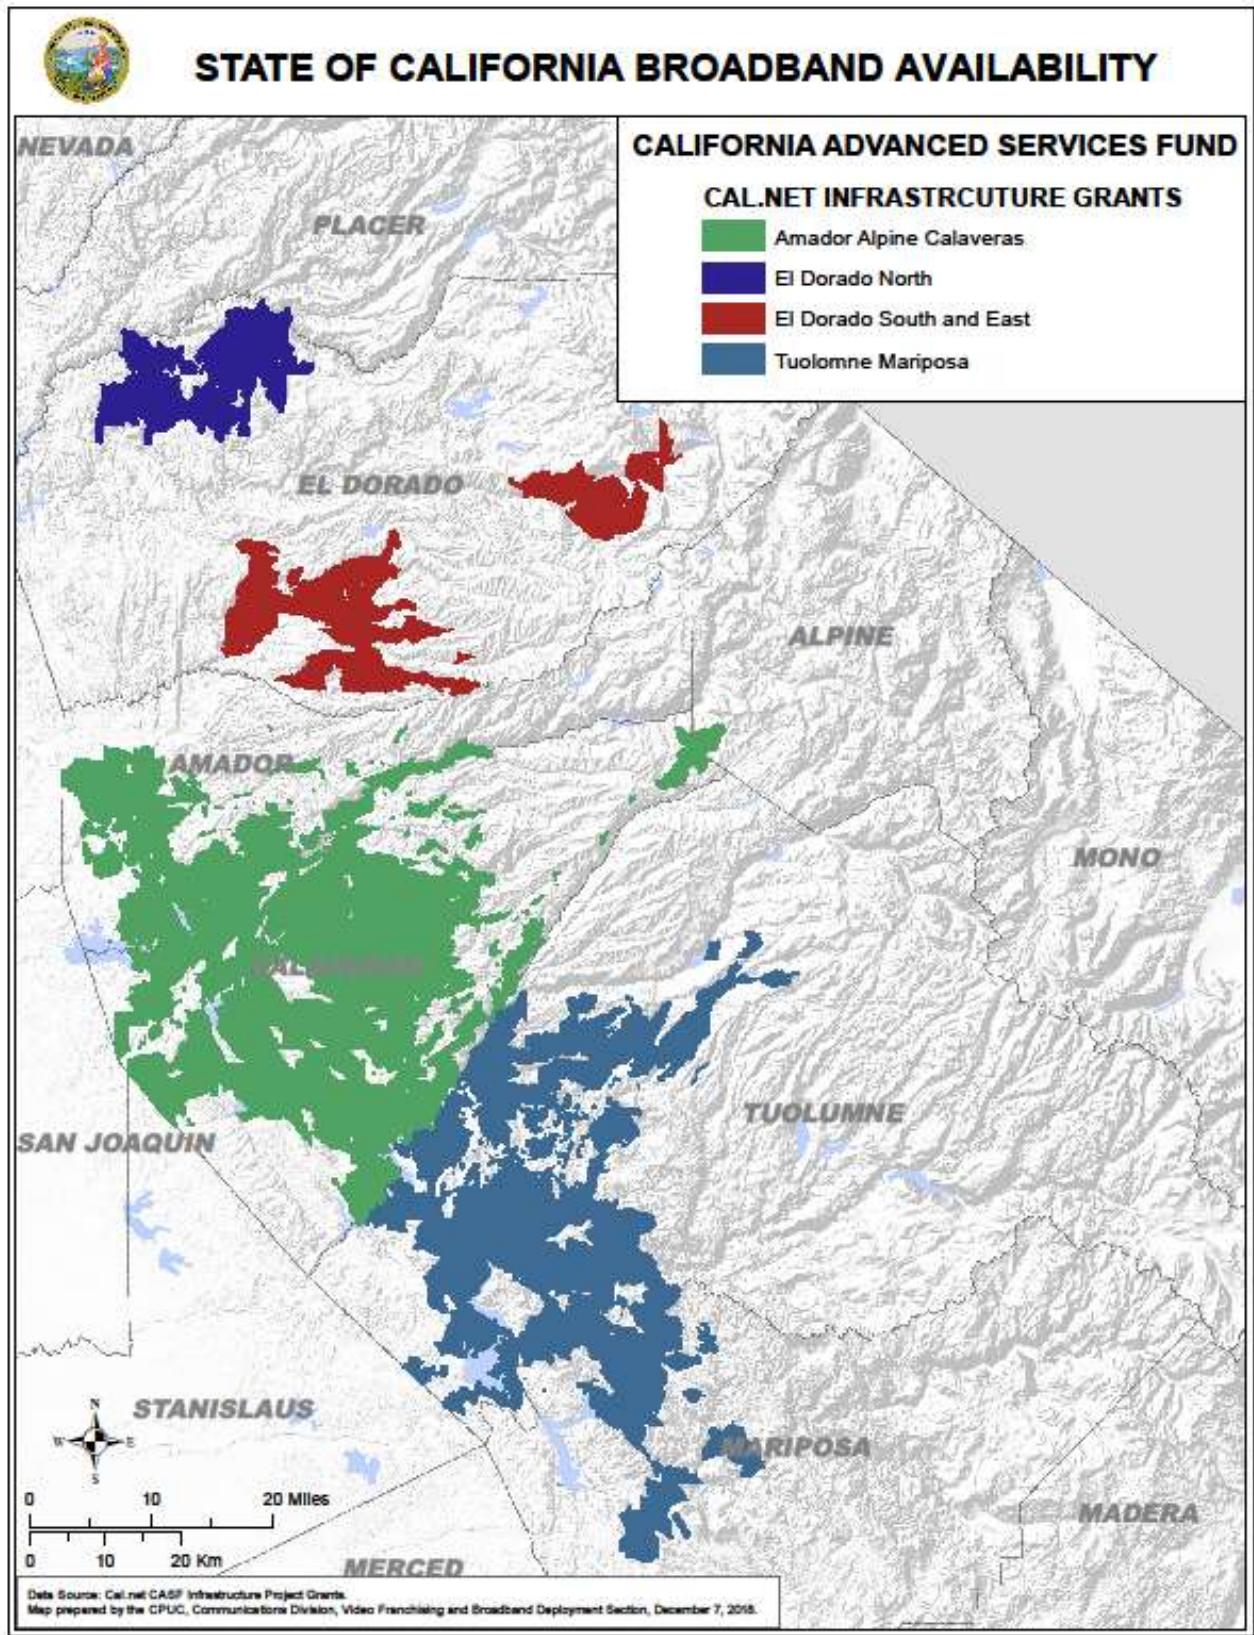 STATE OF CALIFORNIA BROADBAND AVAILABILITY
CALIFORNIA ADVANCED SERVICES FUND
CAL.NET INFRASTRCUTURE GRANTS
Amador Alpine Calaveras
El Dorado North
El Dorado South and East
Tuolomne Mariposa
NEVADA
PLACER
EL DORADO
ALPINE
AMADOR
MONO
TUOLUMNE
SAN JOAQUIN
STANISLAUS
MARIPOSA
MADERA
MERCED
N
W E
S
0 10 20 Miles
0 10 20 Km
Data Source: Cal.net CASF Infrastructure Project Grants.
Map prepared by the CPUC, Communications Division, Video Franchising and Broadband Deployment Section, December 7, 2018.